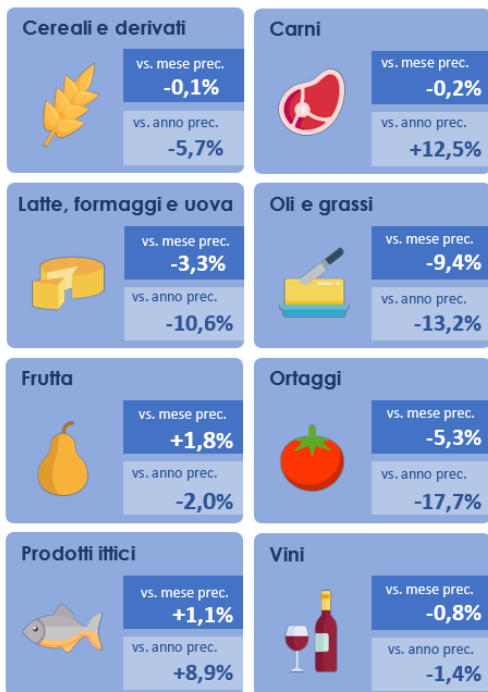 Cereali e derivati
vs. mese prec.
-0,1%
vs. anno prec.
-5,7%
Carni
vs. mese prec.
-0,2%
vs. anno prec.
+12,5%
Latte, formaggi e uova
vs. mese prec.
-3,3%
vs. anno prec.
-10,6%
Oli e grassi
vs. mese prec.
-9,4%
vs. anno prec.
-13,2%
Frutta
vs. mese prec.
+1,8%
vs. anno prec.
-2,0%
Ortaggi
vs. mese prec.
-5,3%
vs. anno prec.
-17,7%
Prodotti ittici
vs. mese prec.
+1,1%
vs. anno prec.
+8,9%
Vini
vs. mese prec.
-0,8%
vs. anno prec.
-1,4%